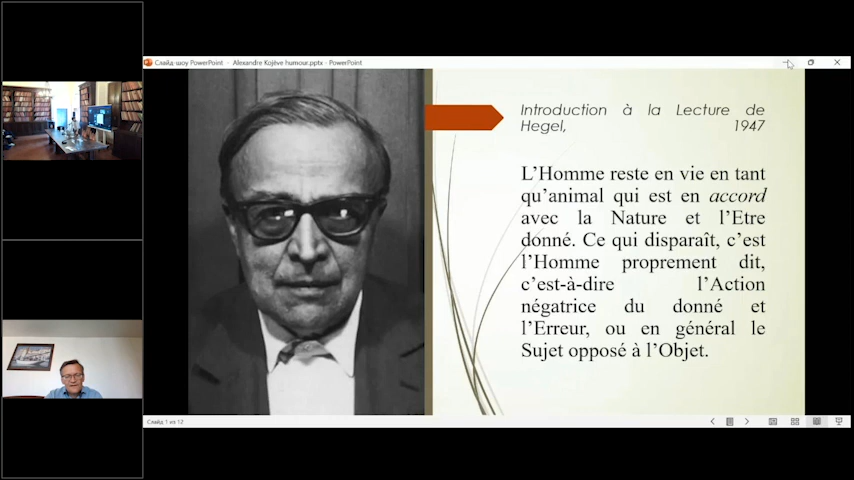 Слайд-шоу PowerPoint - Alexandre Kojève humour.pptx - PowerPoint
Introduction à la Lecture de
Hegel, 1947
L’Homme reste en vie en tant
qu’animal qui est en accord
avec la Nature et l’Etre
donné. Ce qui disparaît, c’est
l’Homme proprement dit,
c’est-à-dire l’Action
négatrice du donné et
l’Erreur, ou en général le
Sujet opposé à l’Objet.
Слайд 1 из 12